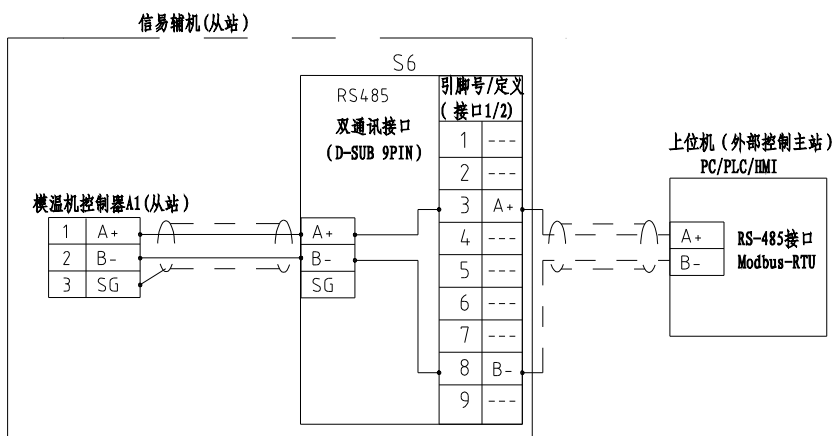 信易辅机(从站)
S6
RS485
双通讯接口
(D-SUB 9PIN)
引脚号/定义
(接口1/2)
1 ---
2 ---
3 A+
4 ---
5 ---
6 ---
7 ---
8 B-
9 ---
模温机控制器A1(从站)
1 A+
2 B-
3 SG
A+
B-
SG
上位机(外部控制主站)
PC/PLC/HMI
A+
B-
RS-485接口
Modbus-RTU